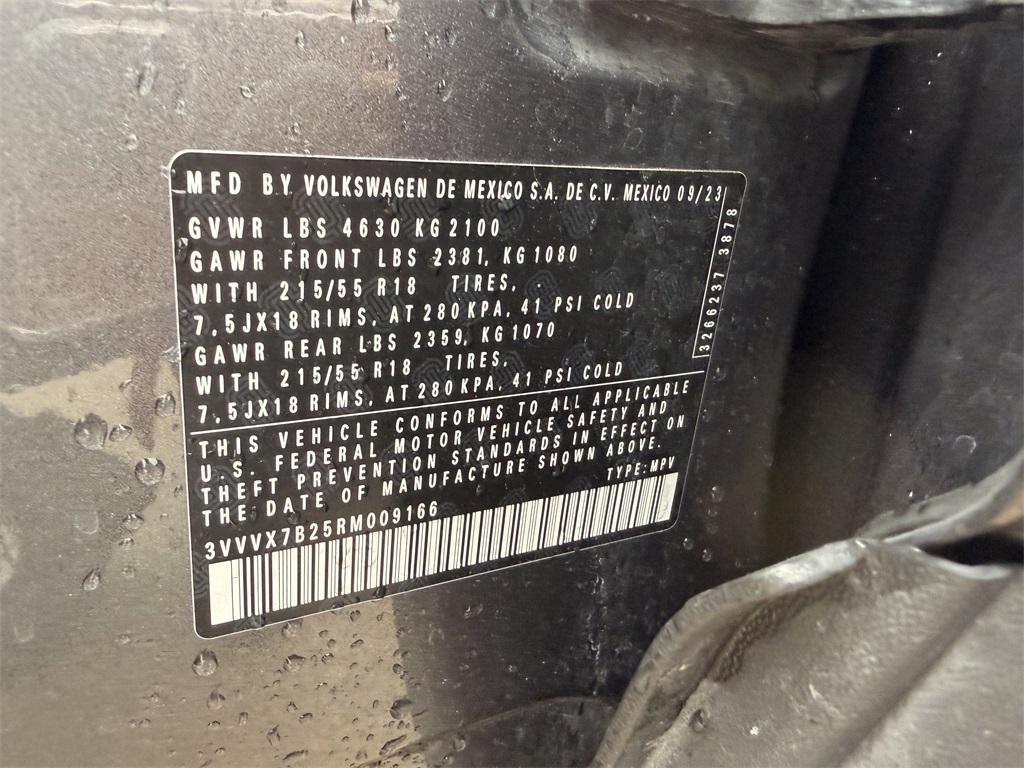 MFD BY VOLKSWAGEN DE MEXICO S.A. DE C.V. MEXICO 09/23
GVWR LBS 4630 KG 2100
GAWR FRONT LBS 2381, KG 1080
WITH 215/55 R18 TIRES,
7,5JX18 RIMS, AT 280 KPA, 41 PSI COLD
GAWR REAR LBS 2359, KG 1070
WITH 215/55 R18 TIRES,
7,5JX18 RIMS, AT 280 KPA, 41 PSI COLD
3266237 3878
THIS VEHICLE CONFORMS TO ALL APPLICABLE
U.S. FEDERAL MOTOR VEHICLE SAFETY AND
THEFT PREVENTION STANDARDS IN EFFECT ON
THE DATE OF MANUFACTURE SHOWN ABOVE.
3VVVX7B25RM009166 TYPE: MPV